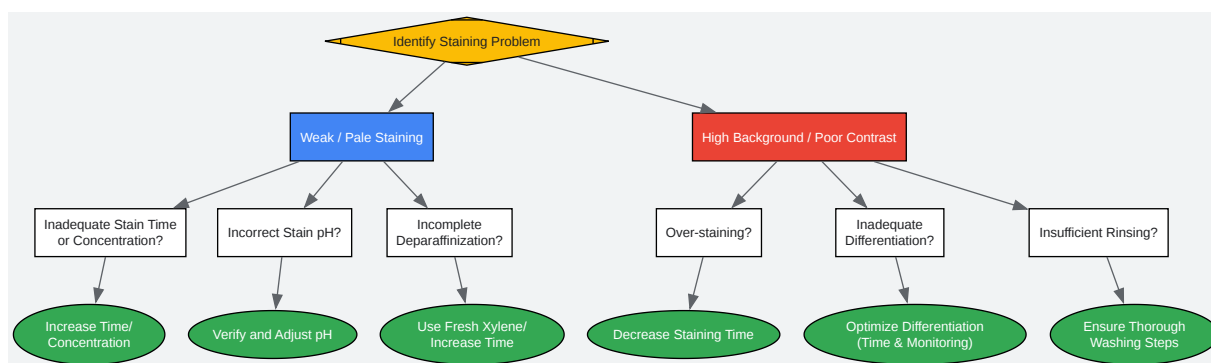 Identify Staining Problem
Weak / Pale Staining
High Background / Poor Contrast
Inadequate Stain Time
or Concentration?
Incorrect Stain pH?
Incomplete
Deparaffinization?
Over-staining?
Inadequate
Differentiation?
Insufficient Rinsing?
Increase Time/
Concentration
Verify and Adjust pH
Use Fresh Xylene/
Increase Time
Decrease Staining Time
Optimize Differentiation
(Time & Monitoring)
Ensure Thorough
Washing Steps